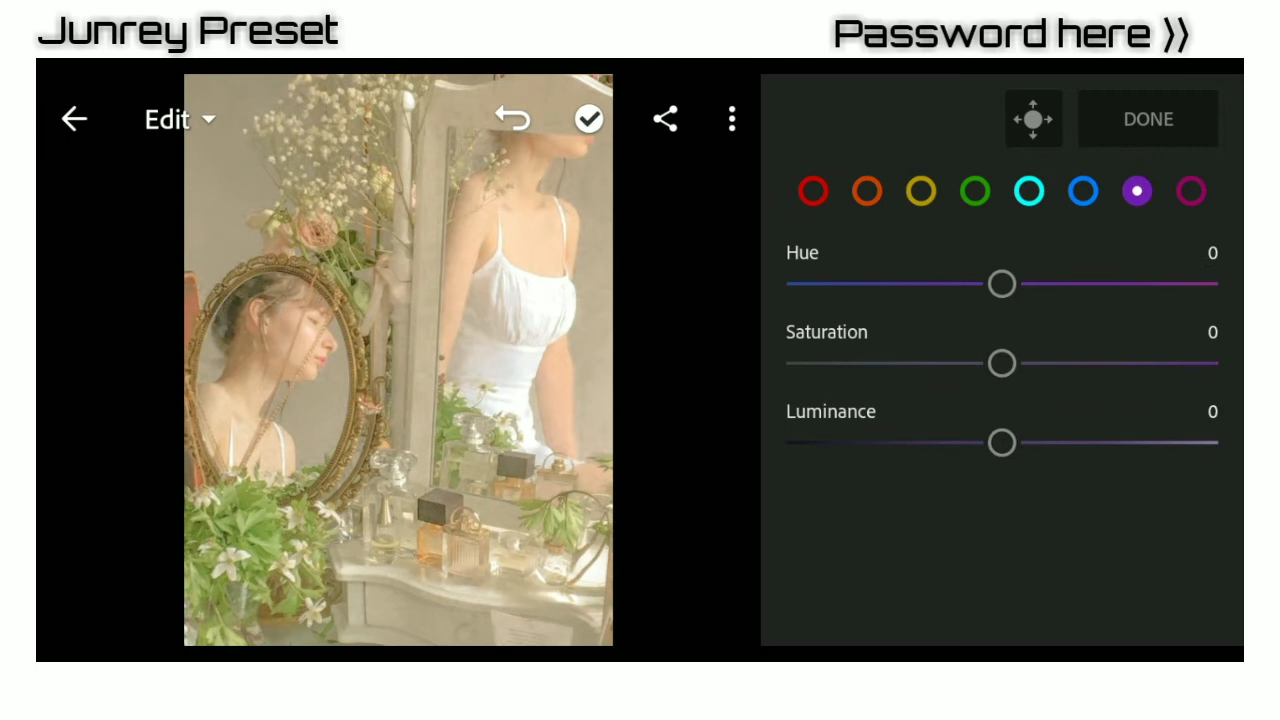 Junrey Preset
Password here ⟩⟩
Edit
DONE
Hue 0
Saturation 0
Luminance 0